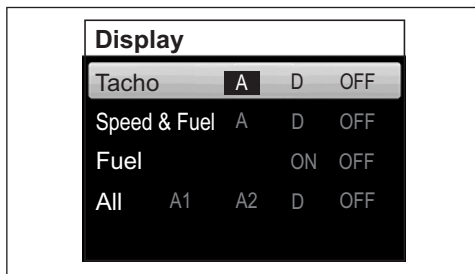 Display
Tacho A D OFF
Speed & Fuel A D OFF
Fuel ON OFF
All A1 A2 D OFF